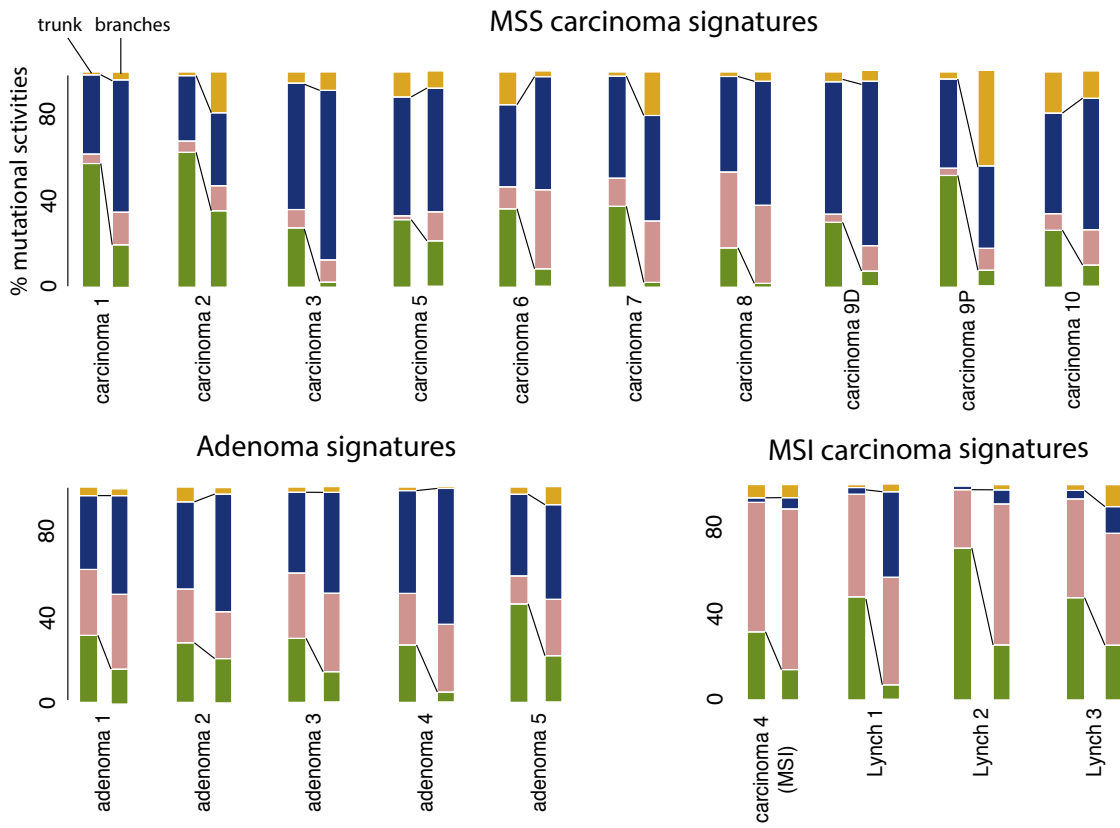 MSS carcinoma signatures
trunk branches
% mutational sctivities
80
40
0
carcinoma 1
carcinoma 2
carcinoma 3
carcinoma 5
carcinoma 6
carcinoma 7
carcinoma 8
carcinoma 9D
carcinoma 9P
carcinoma 10
Adenoma signatures
80
40
0
adenoma 1
adenoma 2
adenoma 3
adenoma 4
adenoma 5
MSI carcinoma signatures
80
40
0
carcinoma 4
(MSI)
Lynch 1
Lynch 2
Lynch 3